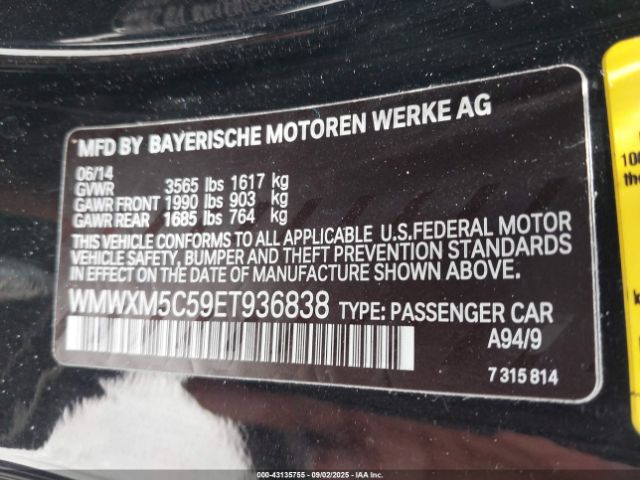 MFD BY BAYERISCHE MOTOREN WERKE AG
06/14
GVWR 3565 lbs 1617 kg
GAWR FRONT 1990 lbs 903 kg
GAWR REAR 1685 lbs 764 kg
THIS VEHICLE CONFORMS TO ALL APPLICABLE U.S.FEDERAL MOTOR
VEHICLE SAFETY, BUMPER AND THEFT PREVENTION STANDARDS
IN EFFECT ON THE DATE OF MANUFACTURE SHOWN ABOVE.
WMWXM5C59ET936838 TYPE: PASSENGER CAR
A94/9
7 315 814
000-43135755 - 09/02/2025 - IAA Inc.